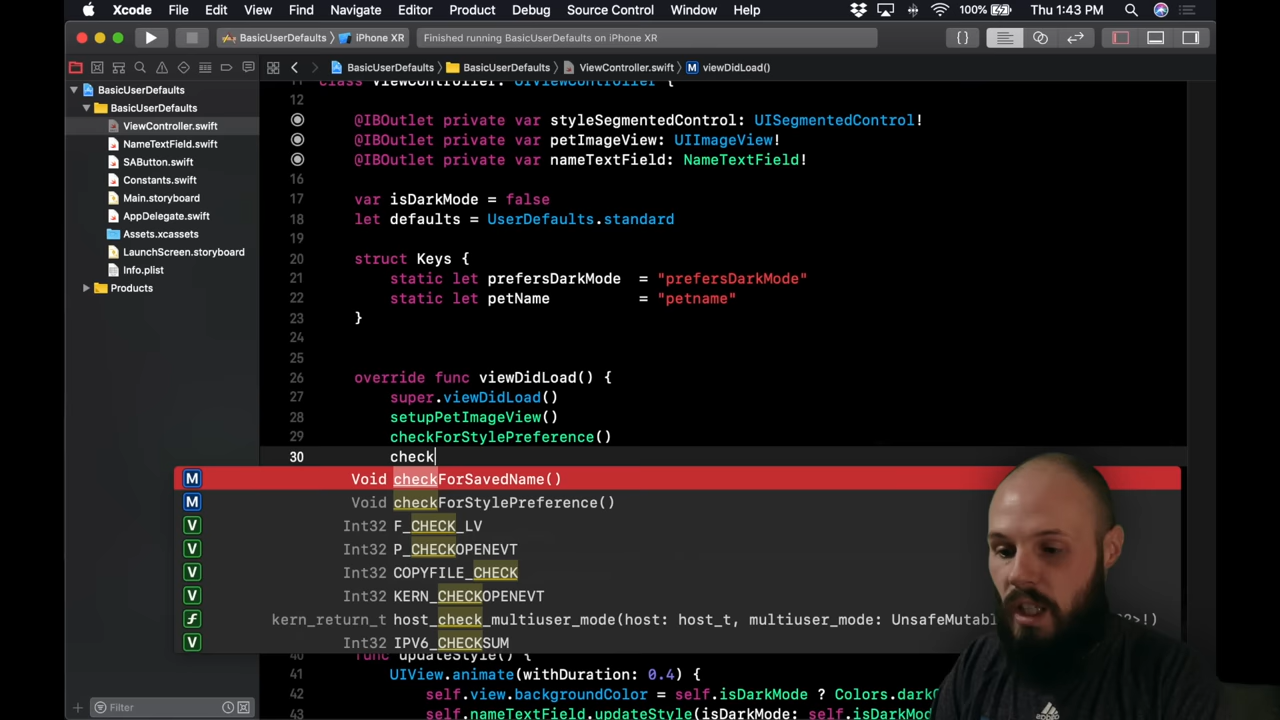 Xcode File Edit View Find Navigate Editor Product Debug Source Control Window Help 100% Thu 1:43 PM
BasicUserDefaults iPhone XR Finished running BasicUserDefaults on iPhone XR
BasicUserDefaults BasicUserDefaults ViewController.swift M viewDidLoad()
BasicUserDefaults
BasicUserDefaults
ViewController.swift
NameTextField.swift
SAButton.swift
Constants.swift
Main.storyboard
AppDelegate.swift
Assets.xcassets
LaunchScreen.storyboard
Info.plist
Products
Filter
11 class ViewController: UIViewController {
12
@IBOutlet private var styleSegmentedControl: UISegmentedControl!
@IBOutlet private var petImageView: UIImageView!
@IBOutlet private var nameTextField: NameTextField!
16
17 var isDarkMode = false
18 let defaults = UserDefaults.standard
19
20 struct Keys {
21 static let prefersDarkMode = "prefersDarkMode"
22 static let petName = "petname"
23 }
24
25
26 override func viewDidLoad() {
27 super.viewDidLoad()
28 setupPetImageView()
29 checkForStylePreference()
30 check
M Void checkForSavedName()
M Void checkForStylePreference()
V Int32 F_CHECK_LV
V Int32 P_CHECKOPENEVT
V Int32 COPYFILE_CHECK
V Int32 KERN_CHECKOPENEVT
f kern_return_t host_check_multiuser_mode(host: host_t, multiuser_mode: UnsafeMutabl ?>!)
V Int32 IPV6_CHECKSUM
40 func updateStyle() {
41 UIView.animate(withDuration: 0.4) {
42 self.view.backgroundColor = self.isDarkMode ? Colors.dark
43 self.nameTextField.updateStyle(isDarkMode: self.isDarkMode